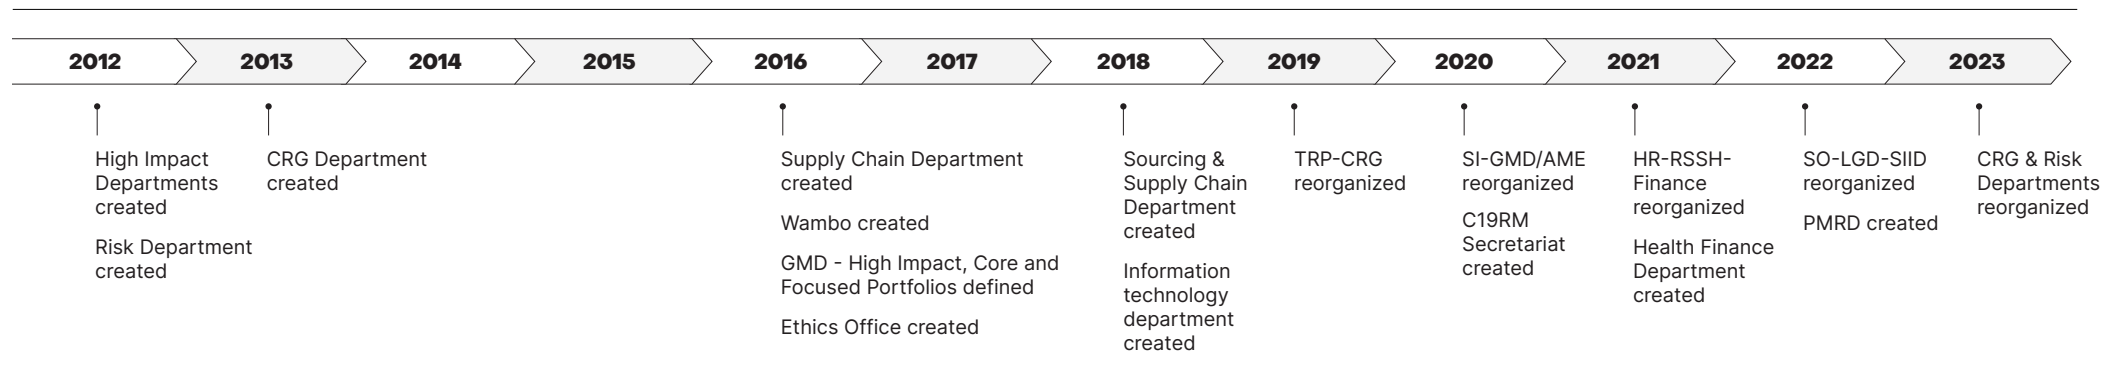 2012 2013 2014 2015 2016 2017 2018 2019 2020 2021 2022 2023
High Impact
Departments
created
Risk Department
created
CRG Department
created
Supply Chain Department
created
Wambo created
GMD - High Impact, Core and
Focused Portfolios defined
Ethics Office created
Sourcing &
Supply Chain
Department
created
Information
technology
department
created
TRP-CRG
reorganized
SI-GMD/AME
reorganized
C19RM
Secretariat
created
HR-RSSH-
Finance
reorganized
Health Finance
Department
created
SO-LGD-SIID
reorganized
PMRD created
CRG & Risk
Departments
reorganized